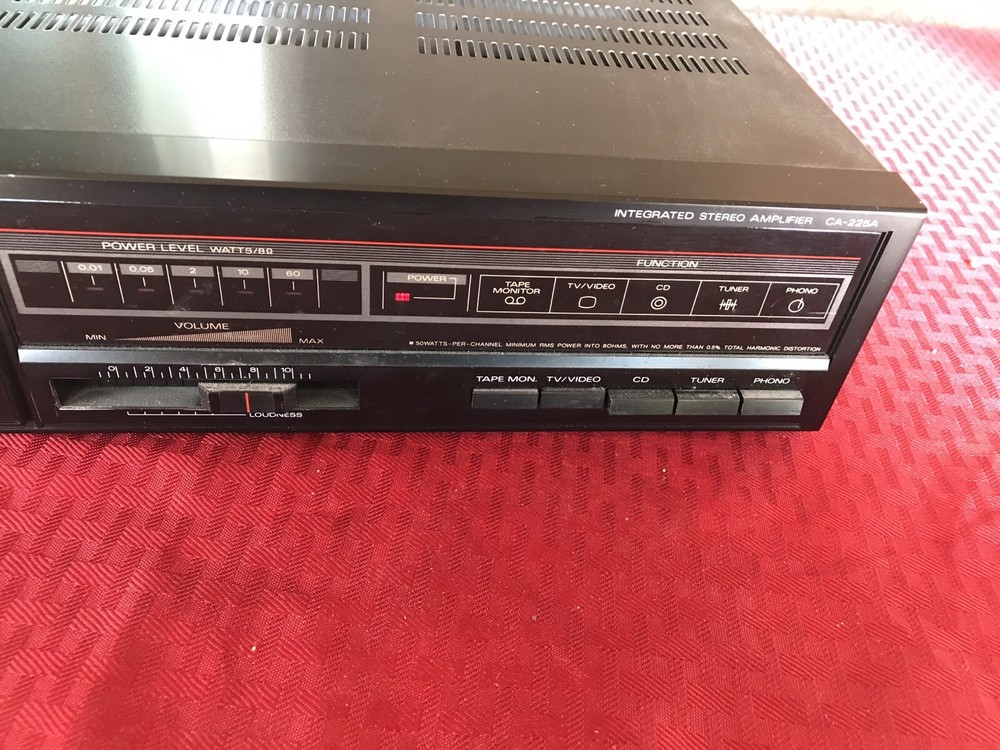 INTEGRATED STEREO AMPLIFIER CA-225A
POWER LEVEL WATTS/8Ω
0.01 0.05 2 10 60
POWER
FUNCTION
TAPE MONITOR TV/VIDEO CD TUNER PHONO
VOLUME
MIN MAX
■ 50WATTS-PER-CHANNEL MINIMUM RMS POWER INTO 8OHMS, WITH NO MORE THAN 0.5% TOTAL HARMONIC DISTORTION
0 2 4 6 8 10
LOUDNESS
TAPE MON. TV/VIDEO CD TUNER PHONO